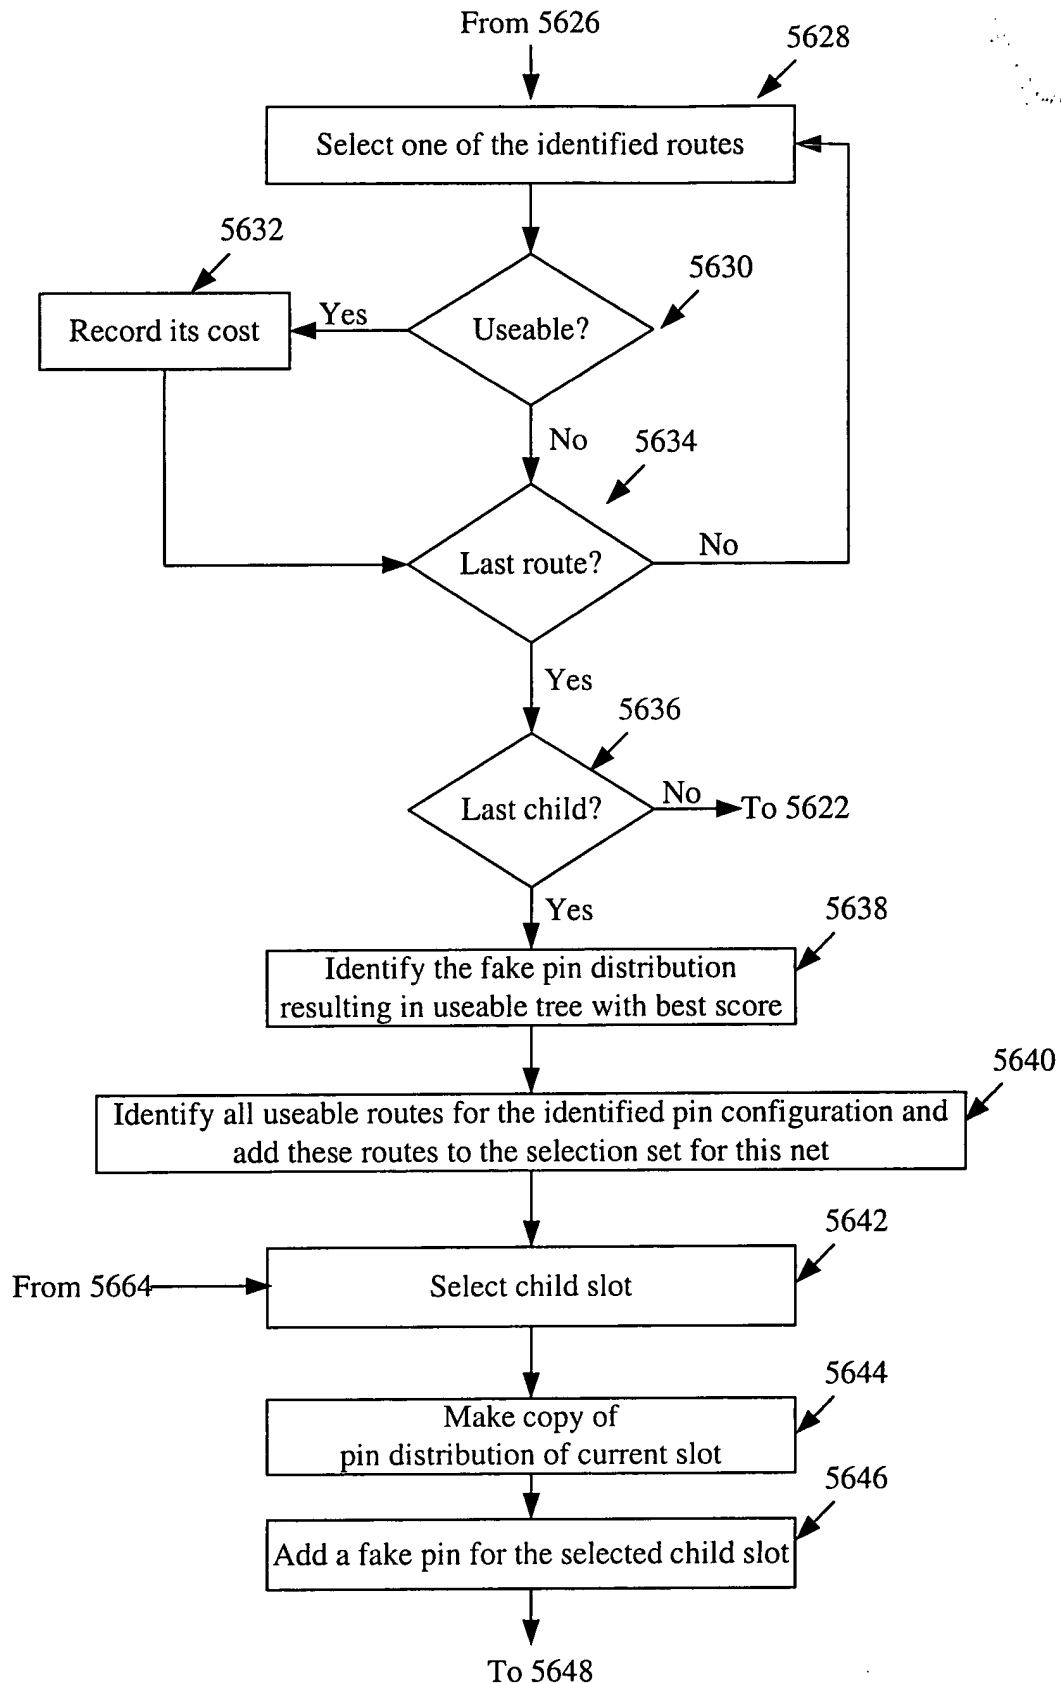 From 5626
5628
Select one of the identified routes
5632
5630
Record its cost
Yes
Useable?
No
5634
Last route?
No
Yes
5636
Last child?
No
To 5622
Yes
5638
Identify the fake pin distribution
resulting in useable tree with best score
5640
Identify all useable routes for the identified pin configuration and
add these routes to the selection set for this net
5642
From 5664
Select child slot
5644
Make copy of
pin distribution of current slot
5646
Add a fake pin for the selected child slot
To 5648